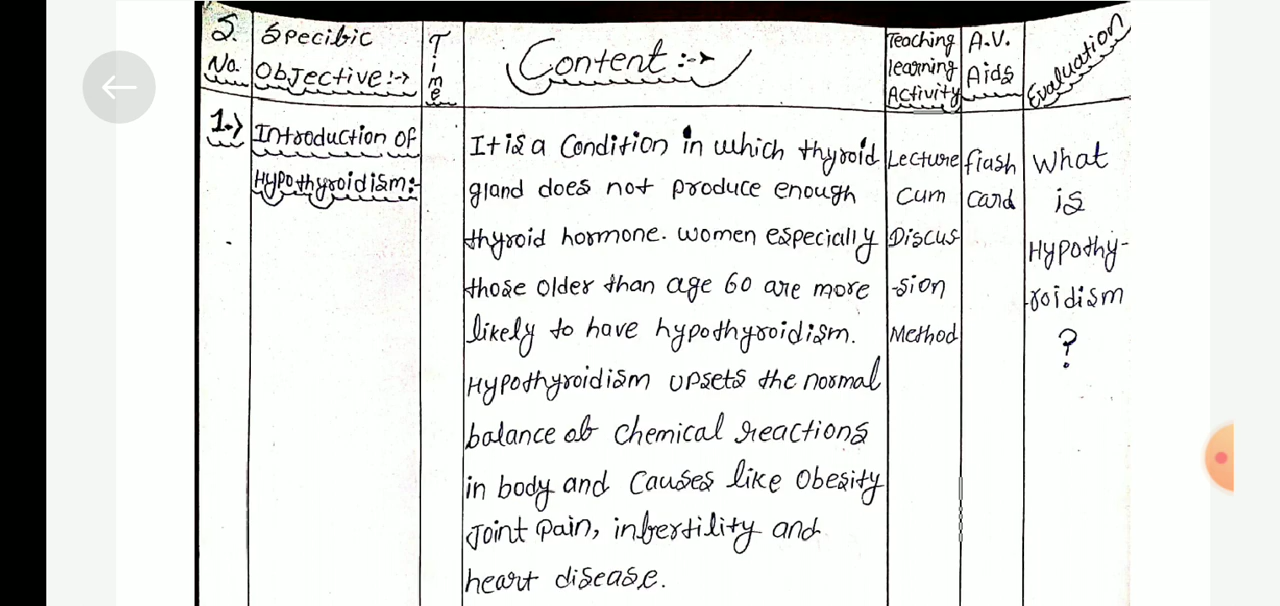 S. No.
Specific Objective :->
Time
Content :->
Teaching learning Activity
A.V. Aids
Evaluation
1.>
Introduction of
Hypothyroidism:-
It is a Condition in which thyroid
gland does not produce enough
thyroid hormone. Women especially
those older than age 60 are more
likely to have hypothyroidism.
Hypothyroidism upsets the normal
balance of chemical reactions
in body and Causes like Obesity
Joint Pain, infertility and
heart disease.
Lecture
Cum
Discus-
-sion
Method
flash
card
What
is
Hypothy-
-roidism
?